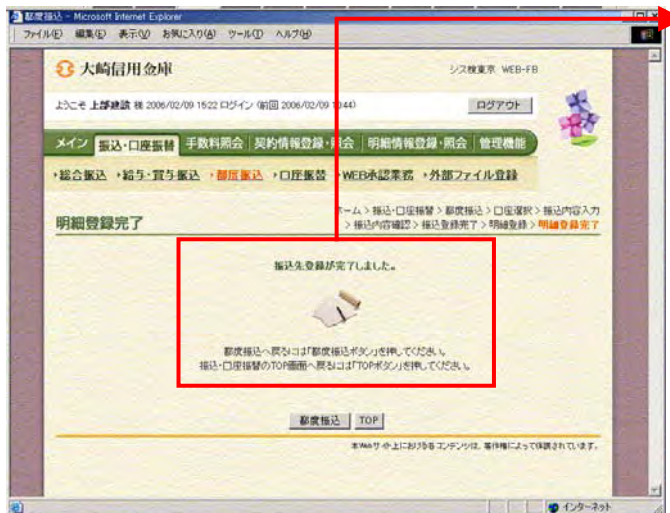 都度振込 - Microsoft Internet Explorer
ファイル(F) 編集(E) 表示(V) お気に入り(A) ツール(T) ヘルプ(H)
大崎信用金庫
シス検東京 WEB-FB
ようこそ 上部建設 様 2006/02/09 15:22 ログイン (前回 2006/02/09
ログアウト
メイン 振込・口座振替 手数料照会 契約情報登録・照会 明細情報登録・照会 管理機能
総合振込 給与・賞与振込 都度振込 口座振替 WEB承認業務 外部ファイル登録
ホーム > 振込・口座振替 > 都度振込 > 口座選択 > 振込内容入力
明細登録完了
> 振込内容確認 > 振込登録完了 > 明細登録 > 明細登録完了
振込先登録が完了しました。
都度振込へ戻るには「都度振込ボタン」を押してください。
振込・口座振替のTOP画面へ戻るには「TOPボタン」を押してください。
都度振込 TOP
本Webサイト上における各コンテンツは、著作権によって保護されています。
インターネット